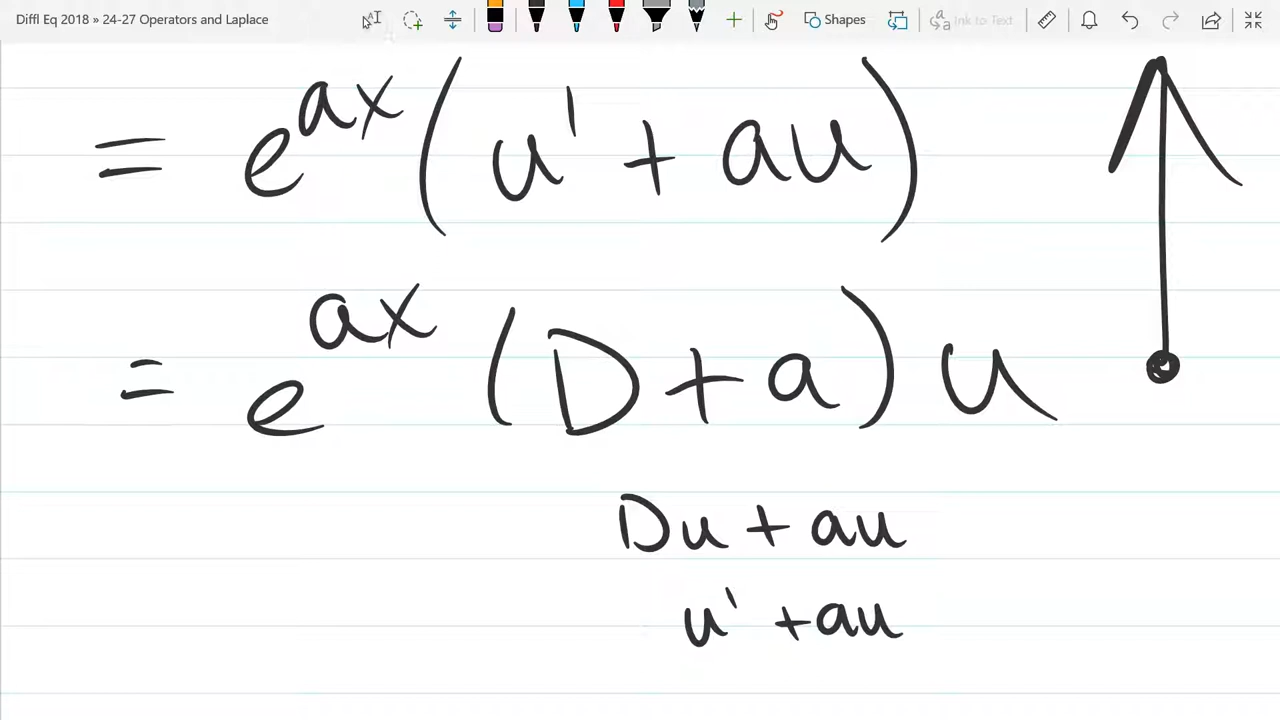 Diffl Eq 2018 » 24-27 Operators and Laplace Shapes Ink to Text
= e^{ax} ( u' + au )
= e^{ax} ( D + a ) u
Du + au
u' + au